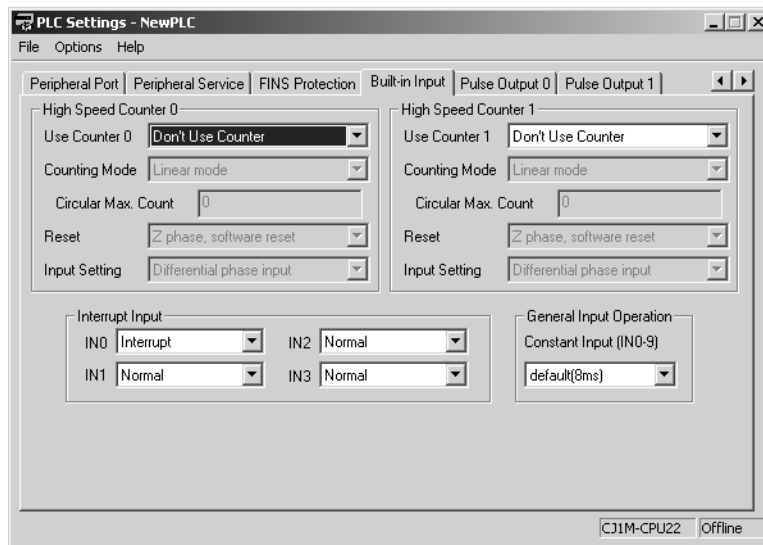 PLC Settings - NewPLC
File Options Help
Peripheral Port Peripheral Service FINS Protection Built-in Input Pulse Output 0 Pulse Output 1
High Speed Counter 0
Use Counter 0 Don't Use Counter
Counting Mode Linear mode
Circular Max. Count 0
Reset Z phase, software reset
Input Setting Differential phase input
High Speed Counter 1
Use Counter 1 Don't Use Counter
Counting Mode Linear mode
Circular Max. Count 0
Reset Z phase, software reset
Input Setting Differential phase input
Interrupt Input
IN0 Interrupt IN2 Normal
IN1 Normal IN3 Normal
General Input Operation
Constant Input (IN0-9)
default(8ms)
CJ1M-CPU22 Offline